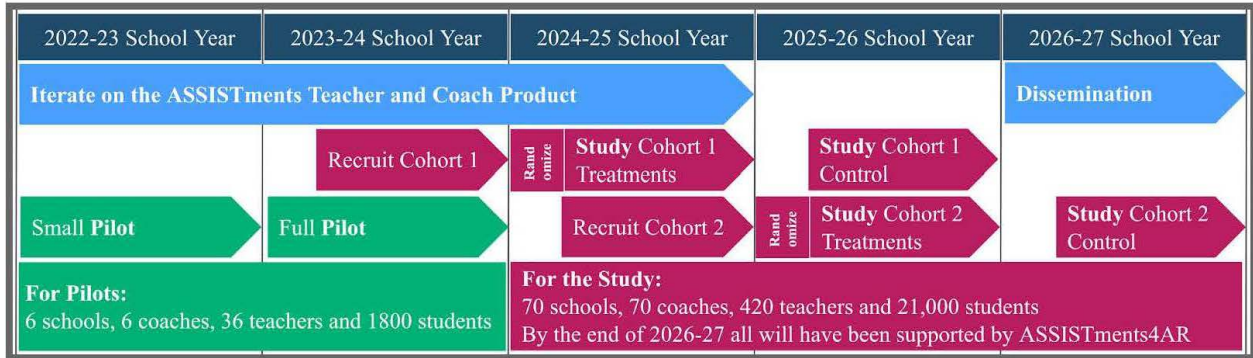 2022-23 School Year
2023-24 School Year
2024-25 School Year
2025-26 School Year
2026-27 School Year
Iterate on the ASSISTments Teacher and Coach Product
Dissemination
Recruit Cohort 1
Rand
omize
Study Cohort 1
Treatments
Study Cohort 1
Control
Small Pilot
Full Pilot
Recruit Cohort 2
Rand
omize
Study Cohort 2
Treatments
Study Cohort 2
Control
For Pilots:
6 schools, 6 coaches, 36 teachers and 1800 students
For the Study:
70 schools, 70 coaches, 420 teachers and 21,000 students
By the end of 2026-27 all will have been supported by ASSISTments4AR